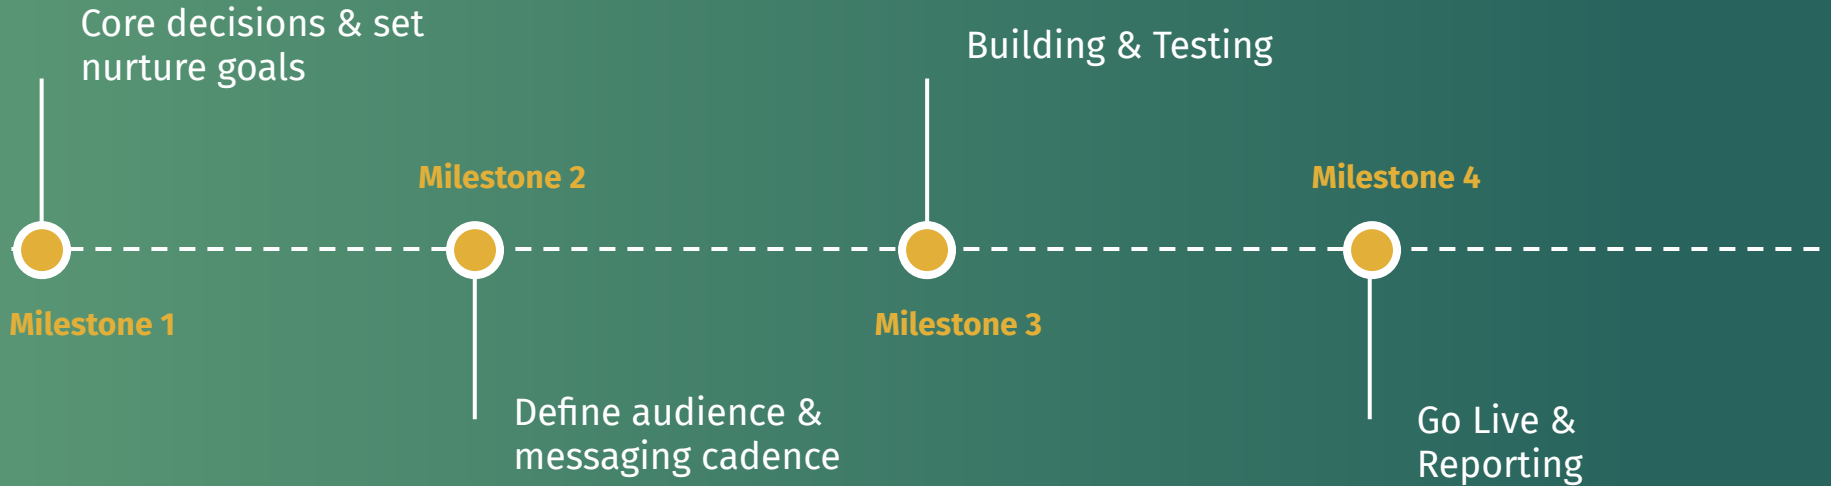 Core decisions & set
nurture goals
Milestone 1
Milestone 2
Define audience &
messaging cadence
Building & Testing
Milestone 3
Milestone 4
Go Live &
Reporting